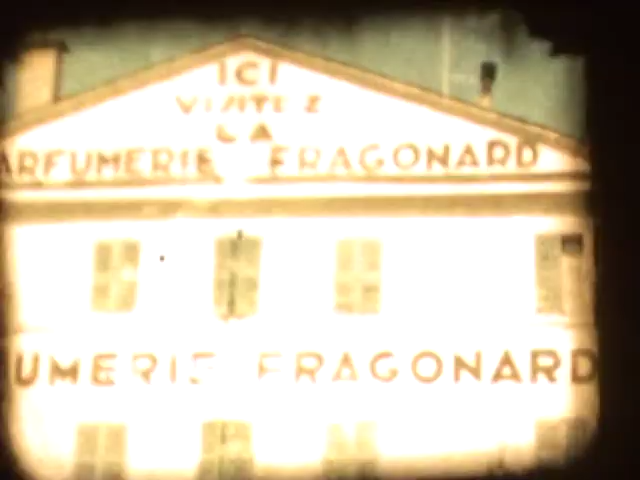 ICI
VISITEZ
LA
ARFUMERIE FRAGONARD
UMERIE FRAGONARD